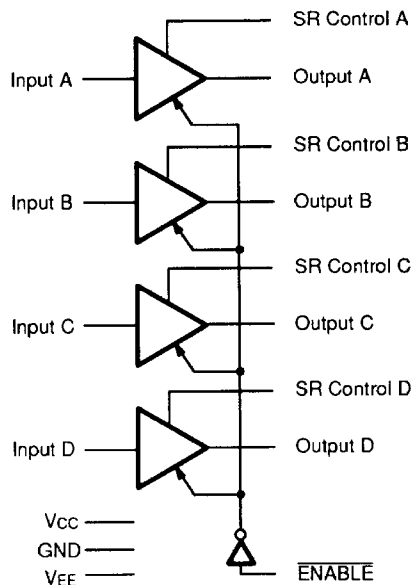 SR Control A
Input A
Output A
SR Control B
Input B
Output B
SR Control C
Input C
Output C
SR Control D
Input D
Output D
VCC
GND
VEE
ENABLE